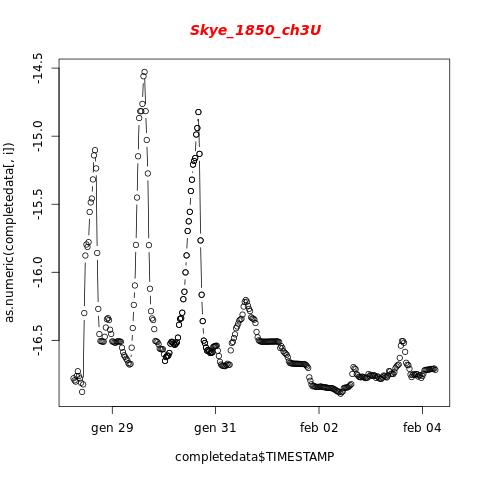 Skye_1850_ch3U
as.numeric(completedata[, i])
-14.5
-15.0
-15.5
-16.0
-16.5
gen 29
gen 31
feb 02
feb 04
completedata$TIMESTAMP